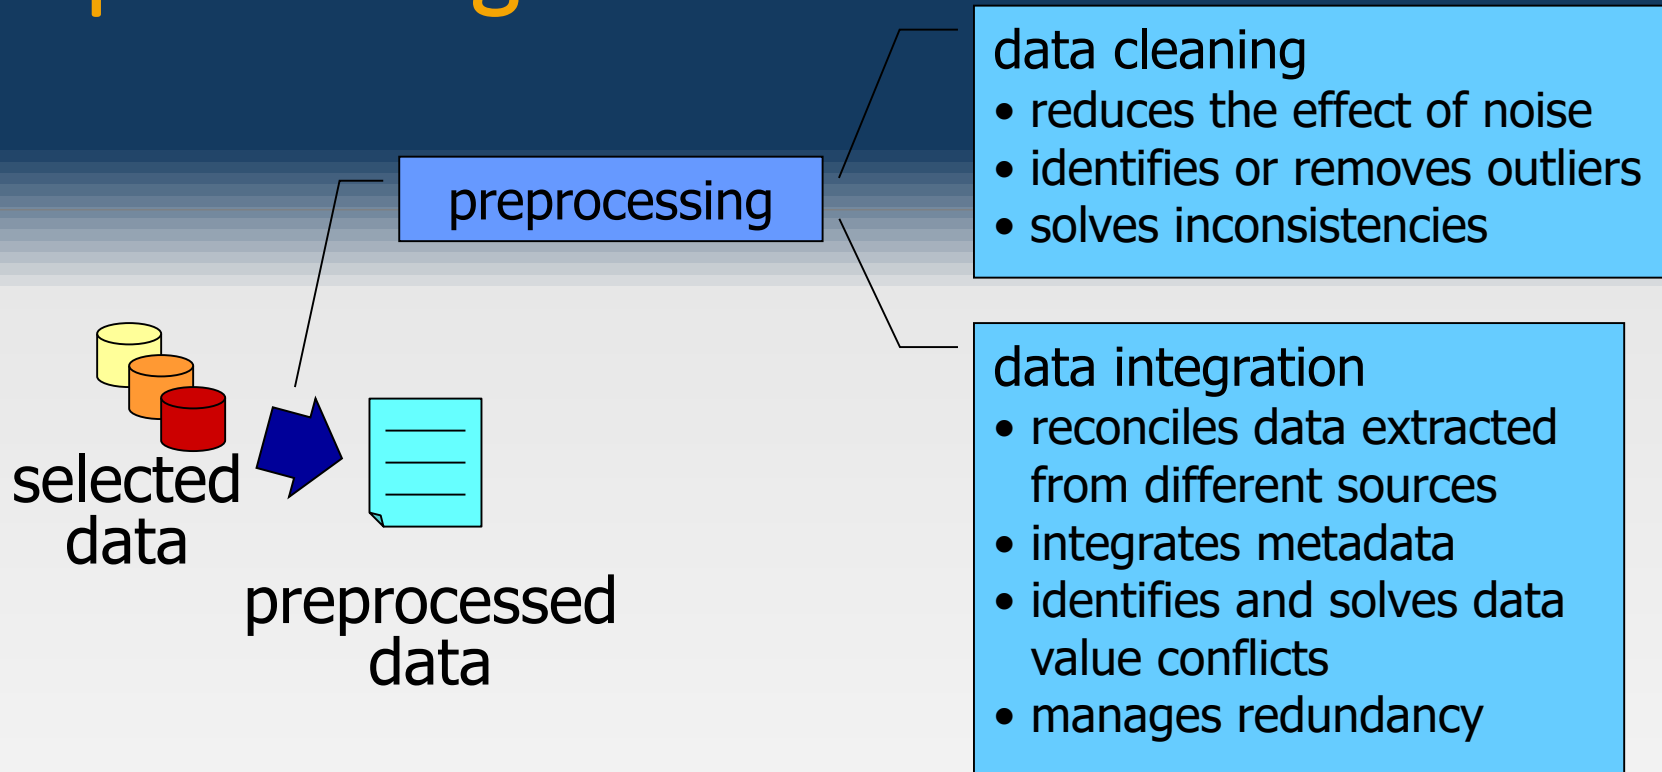 data cleaning
• reduces the effect of noise
• identifies or removes outliers
• solves inconsistencies
preprocessing
selected
data
preprocessed
data
data integration
• reconciles data extracted
from different sources
• integrates metadata
• identifies and solves data
value conflicts
• manages redundancy